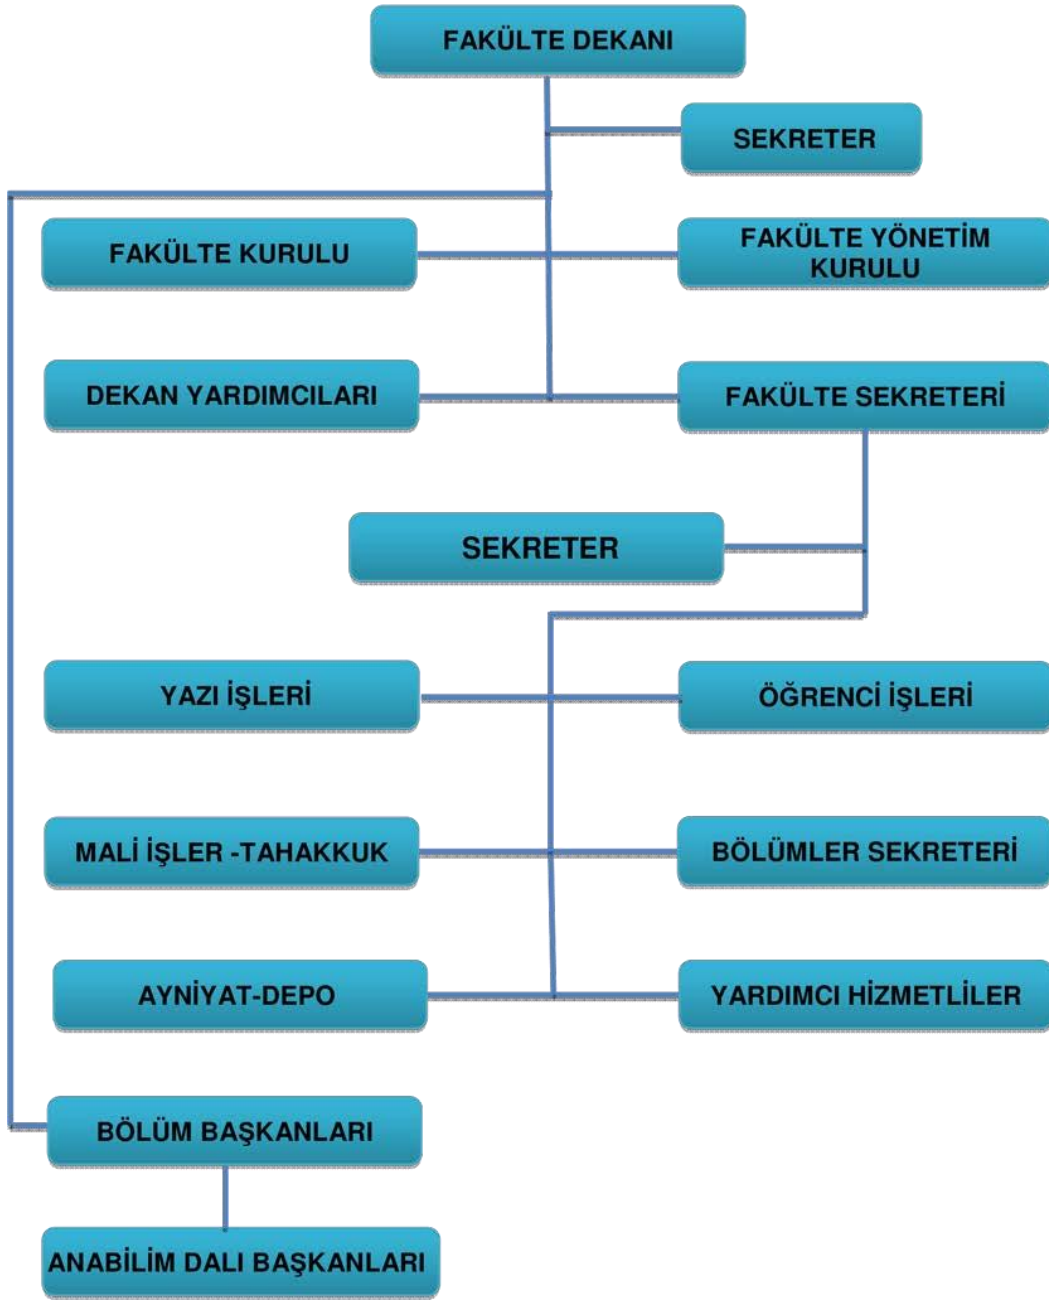 FAKÜLTE DEKANI
SEKRETER
FAKÜLTE KURULU
FAKÜLTE YÖNETİM
KURULU
DEKAN YARDIMCILARI
FAKÜLTE SEKRETERİ
SEKRETER
YAZI İŞLERİ
ÖĞRENCİ İŞLERİ
MALİ İŞLER -TAHAKKUK
BÖLÜMLER SEKRETERİ
AYNİYAT-DEPO
YARDIMCI HİZMETLİLER
BÖLÜM BAŞKANLARI
ANABİLİM DALI BAŞKANLARI